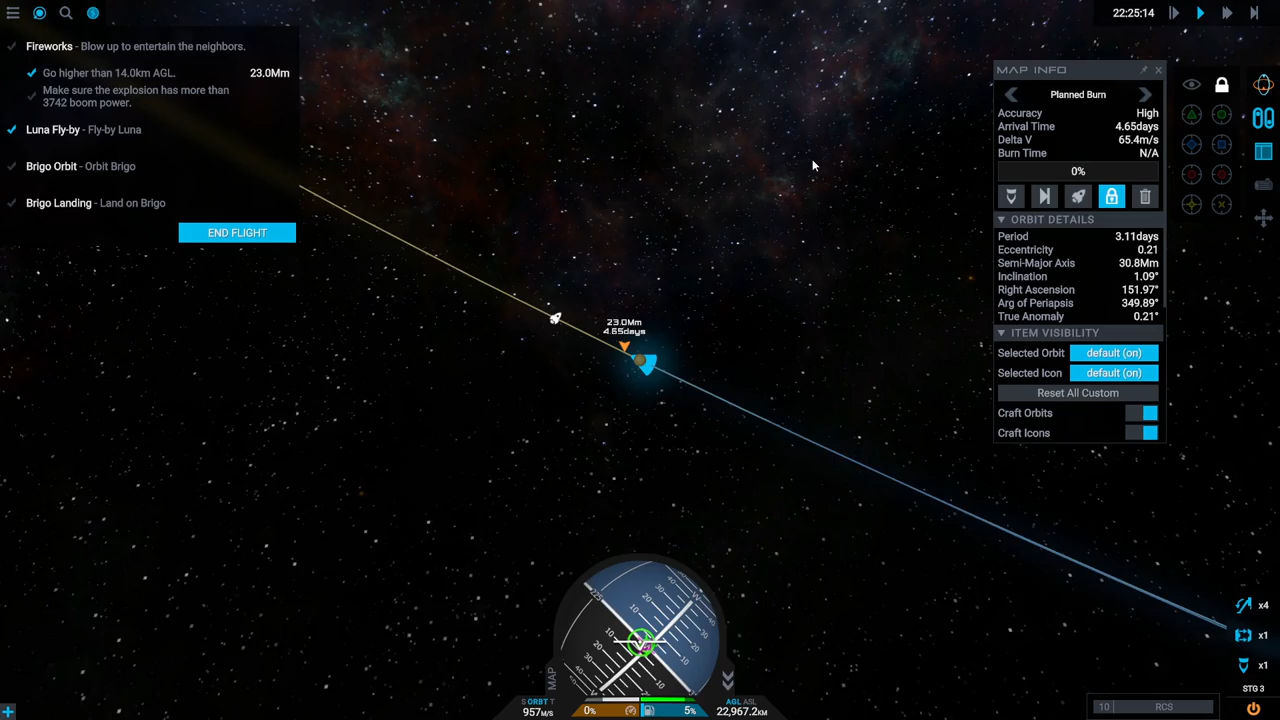 22:25:14
Fireworks - Blow up to entertain the neighbors.
Go higher than 14.0km AGL. 23.0Mm
Make sure the explosion has more than
3742 boom power.
Luna Fly-by - Fly-by Luna
Brigo Orbit - Orbit Brigo
Brigo Landing - Land on Brigo
END FLIGHT
MAP INFO
Planned Burn
Accuracy High
Arrival Time 4.65days
Delta V 65.4m/s
Burn Time N/A
0%
ORBIT DETAILS
Period 3.11days
Eccentricity 0.21
Semi-Major Axis 30.8Mm
Inclination 1.09°
Right Ascension 151.97°
Arg of Periapsis 349.89°
True Anomaly 0.21°
ITEM VISIBILITY
Selected Orbit default (on)
Selected Icon default (on)
Reset All Custom
Craft Orbits
Craft Icons
23.0Mm
4.65days
x4
x1
x1
STG 3
MAP
S ORBT T
957M/S
0%
5%
AGL ASL
22,967.2KM
10 RCS